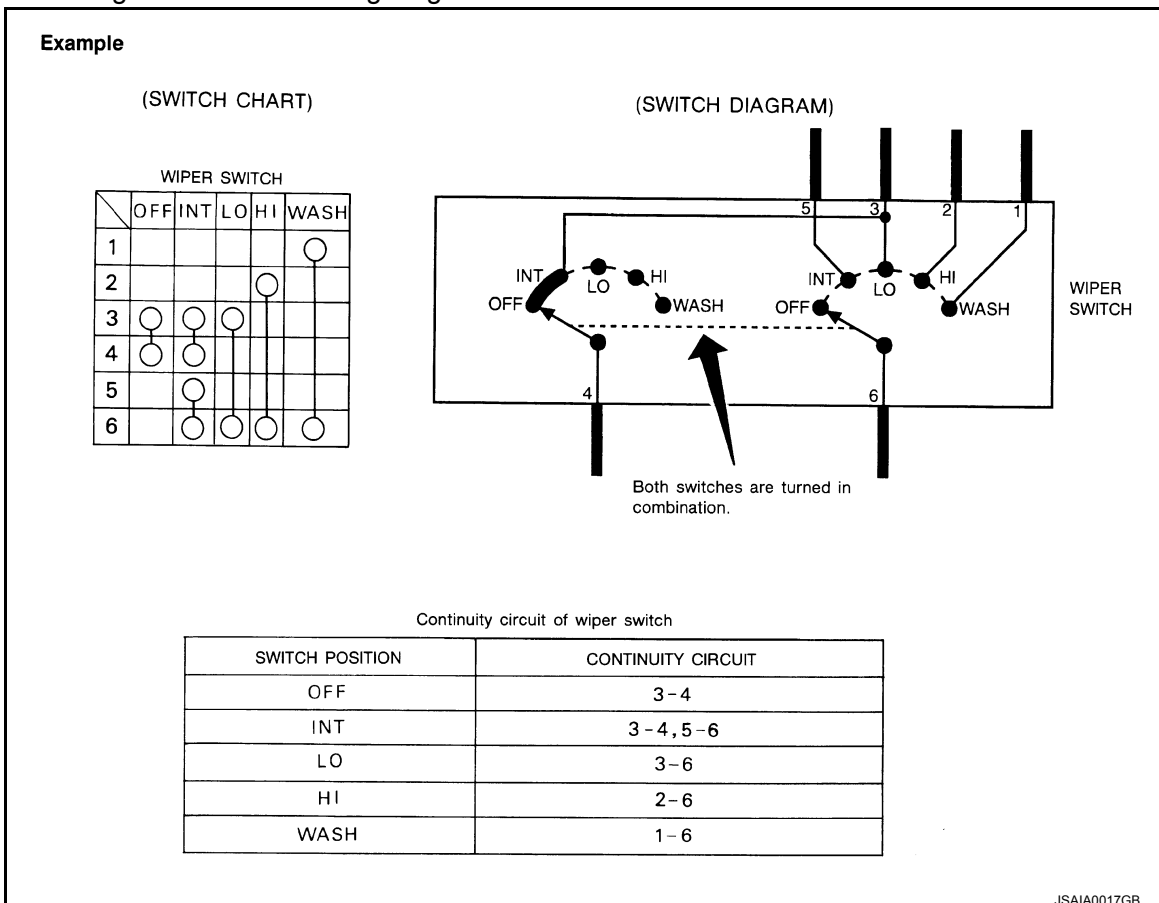 Example
(SWITCH CHART)
(SWITCH DIAGRAM)
WIPER SWITCH
OFF INT LO HI WASH
1
2
3
4
5
6
5 3 2 1
INT LO HI
OFF WASH
INT LO HI
OFF WASH
WIPER
SWITCH
4 6
Both switches are turned in
combination.
Continuity circuit of wiper switch
SWITCH POSITION CONTINUITY CIRCUIT
OFF 3-4
INT 3-4,5-6
LO 3-6
HI 2-6
WASH 1-6
JSAIA0017GB